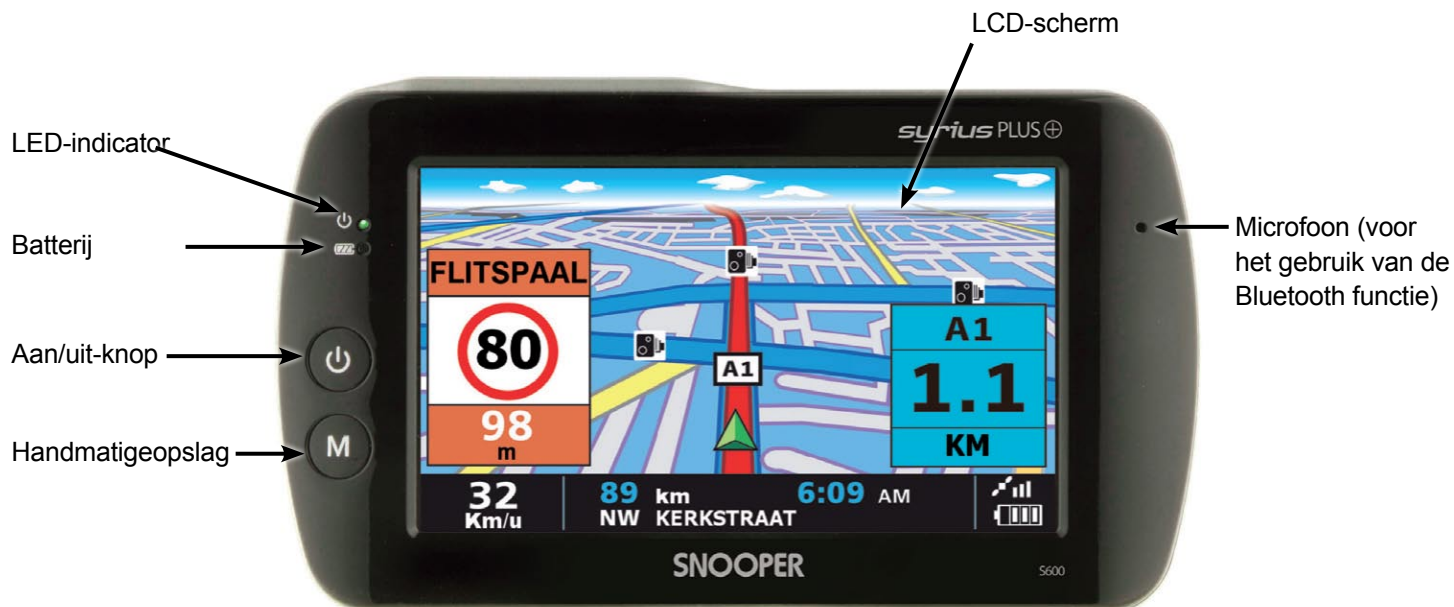 LCD-scherm
syrius PLUS
LED-indicator
Batterij
Microfoon (voor
het gebruik van de
Bluetooth functie)
FLITSPAAL
80
98
m
A1
A1
1.1
KM
Aan/uit-knop
Handmatigeopslag
M
32
Km/u
89 km 6:09 AM
NW KERKSTRAAT
SNOOPER
S600